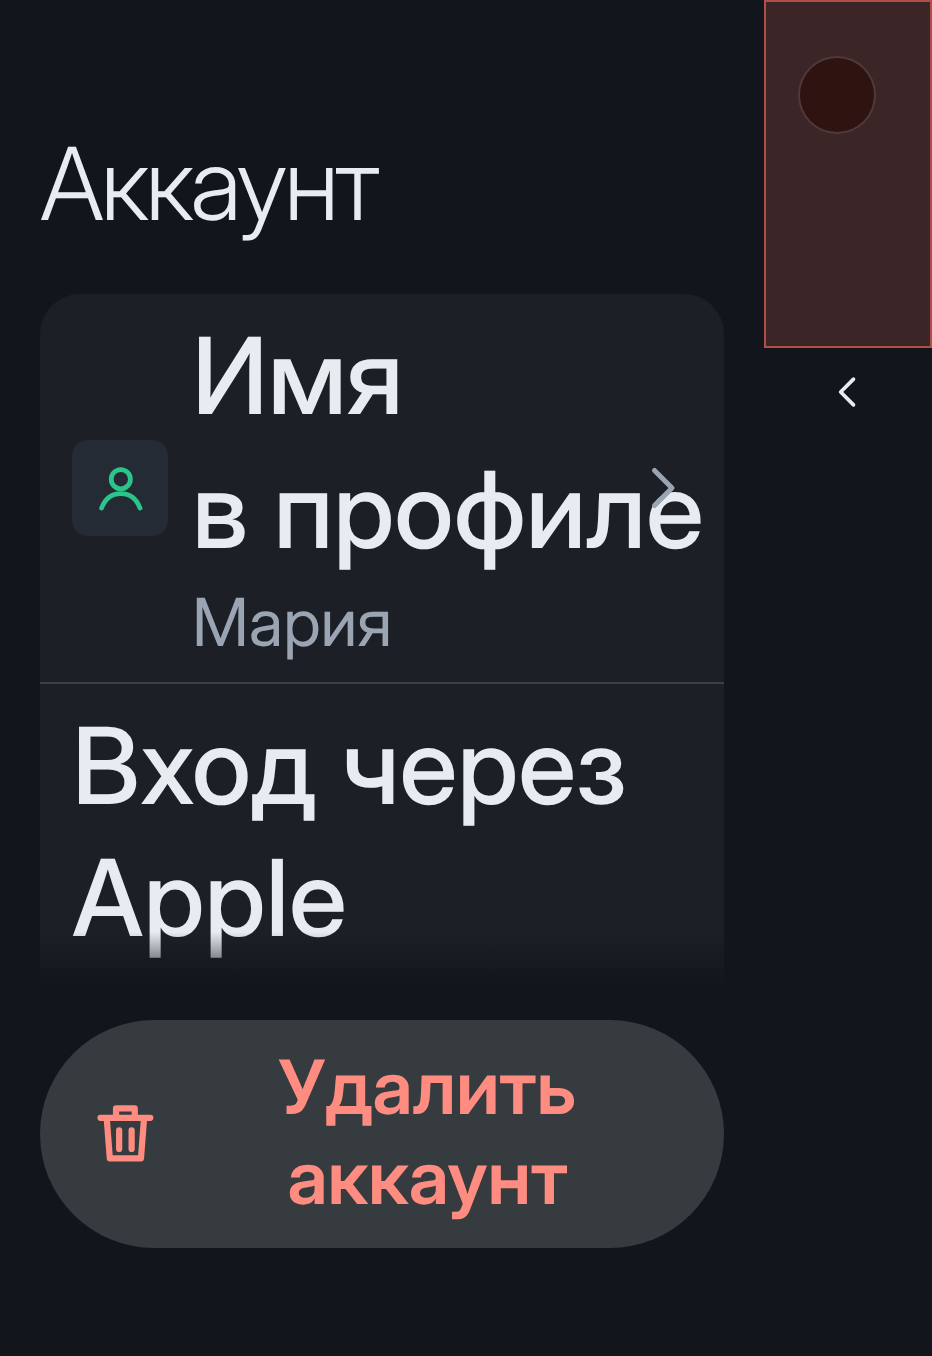 Аккаунт
Имя
в профиле
Мария
Вход через
Apple
Удалить
аккаунт